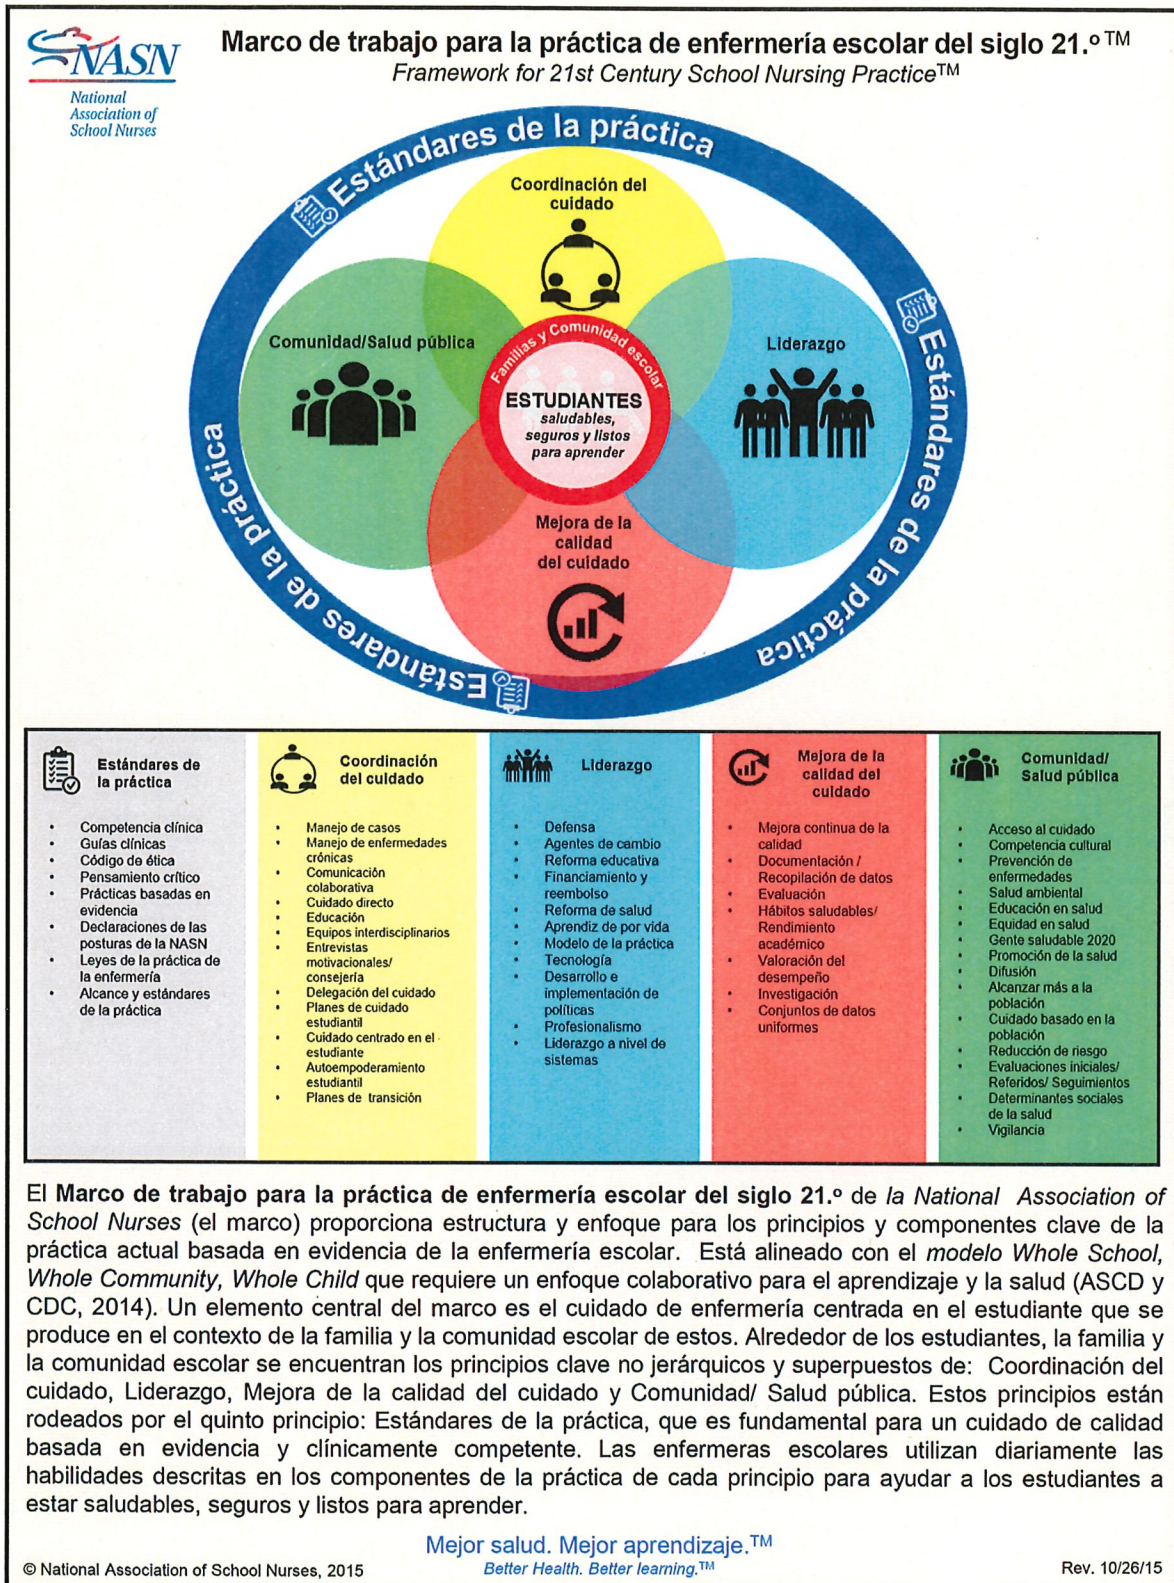 NASN
National
Association of
School Nurses
Marco de trabajo para la práctica de enfermería escolar del siglo 21.º TM
Framework for 21st Century School Nursing Practice™
Estándares de la práctica
Estándares de la práctica
Estándares de la práctica
Coordinación del
cuidado
Comunidad/Salud pública
Liderazgo
Familias y Comunidad escolar
ESTUDIANTES
saludables,
seguros y listos
para aprender
Mejora de la
calidad
del cuidado
Estándares de
la práctica
• Competencia clínica
• Guías clínicas
• Código de ética
• Pensamiento crítico
• Prácticas basadas en
evidencia
• Declaraciones de las
posturas de la NASN
• Leyes de la práctica de
la enfermería
• Alcance y estándares
de la práctica
Coordinación
del cuidado
• Manejo de casos
• Manejo de enfermedades
crónicas
• Comunicación
colaborativa
• Cuidado directo
• Educación
• Equipos interdisciplinarios
• Entrevistas
motivacionales/
consejería
• Delegación del cuidado
• Planes de cuidado
estudiantil
• Cuidado centrado en el
estudiante
• Autoempoderamiento
estudiantil
• Planes de transición
Liderazgo
• Defensa
• Agentes de cambio
• Reforma educativa
• Financiamiento y
reembolso
• Reforma de salud
• Aprendiz de por vida
• Modelo de la práctica
• Tecnología
• Desarrollo e
implementación de
políticas
• Profesionalismo
• Liderazgo a nivel de
sistemas
Mejora de la
calidad del
cuidado
• Mejora continua de la
calidad
• Documentación /
Recopilación de datos
• Evaluación
• Hábitos saludables/
Rendimiento
académico
• Valoración del
desempeño
• Investigación
• Conjuntos de datos
uniformes
Comunidad/
Salud pública
• Acceso al cuidado
• Competencia cultural
• Prevención de
enfermedades
• Salud ambiental
• Educación en salud
• Equidad en salud
• Gente saludable 2020
• Promoción de la salud
• Difusión
• Alcanzar más a la
población
• Cuidado basado en la
población
• Reducción de riesgo
• Evaluaciones iniciales/
Referidos/ Seguimientos
• Determinantes sociales
de la salud
• Vigilancia
El Marco de trabajo para la práctica de enfermería escolar del siglo 21.º de la National Association of
School Nurses (el marco) proporciona estructura y enfoque para los principios y componentes clave de la
práctica actual basada en evidencia de la enfermería escolar. Está alineado con el modelo Whole School,
Whole Community, Whole Child que requiere un enfoque colaborativo para el aprendizaje y la salud (ASCD y
CDC, 2014). Un elemento central del marco es el cuidado de enfermería centrada en el estudiante que se
produce en el contexto de la familia y la comunidad escolar de estos. Alrededor de los estudiantes, la familia y
la comunidad escolar se encuentran los principios clave no jerárquicos y superpuestos de: Coordinación del
cuidado, Liderazgo, Mejora de la calidad del cuidado y Comunidad/ Salud pública. Estos principios están
rodeados por el quinto principio: Estándares de la práctica, que es fundamental para un cuidado de calidad
basada en evidencia y clínicamente competente. Las enfermeras escolares utilizan diariamente las
habilidades descritas en los componentes de la práctica de cada principio para ayudar a los estudiantes a
estar saludables, seguros y listos para aprender.
Mejor salud. Mejor aprendizaje.™
Better Health. Better learning.™
© National Association of School Nurses, 2015
Rev. 10/26/15